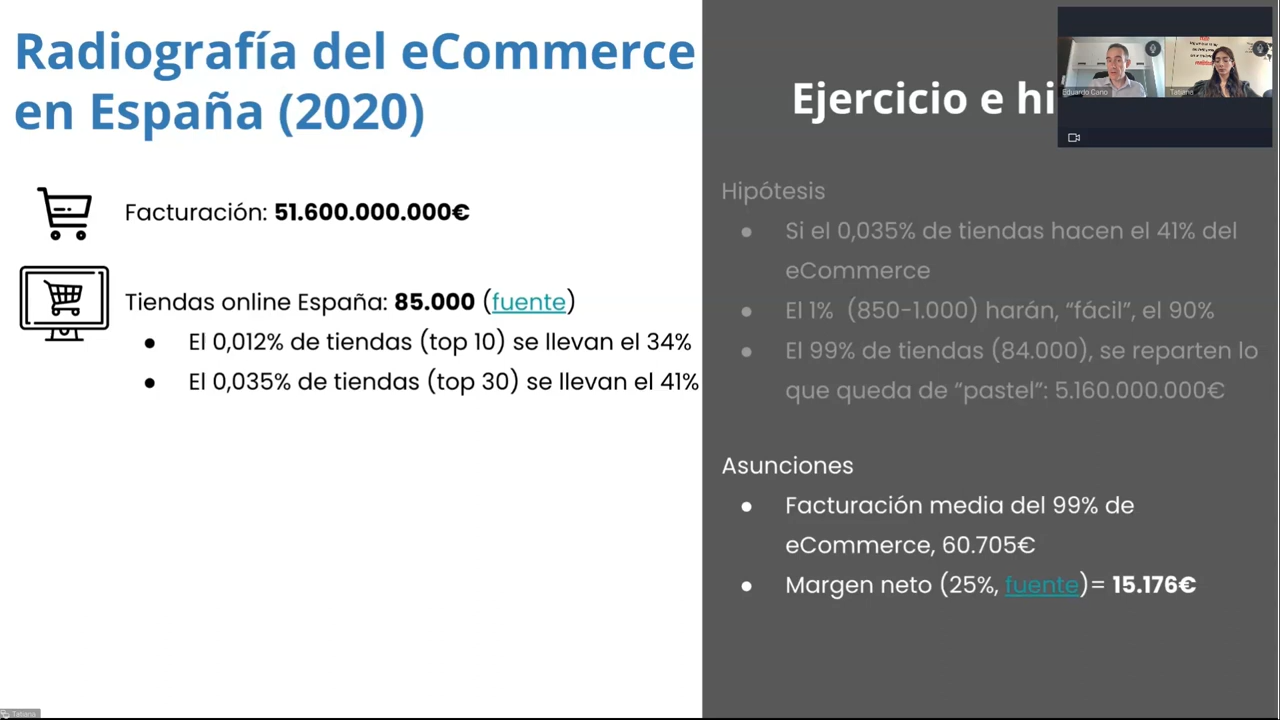 Radiografía del eCommerce
en España (2020)
Facturación: 51.600.000.000€
Tiendas online España: 85.000 (fuente)
● El 0,012% de tiendas (top 10) se llevan el 34%
● El 0,035% de tiendas (top 30) se llevan el 41%
Ejercicio e hi
Hipótesis
● Si el 0,035% de tiendas hacen el 41% del
eCommerce
● El 1% (850-1.000) harán, “fácil”, el 90%
● El 99% de tiendas (84.000), se reparten lo
que queda de “pastel”: 5.160.000.000€
Asunciones
● Facturación media del 99% de
eCommerce, 60.705€
● Margen neto (25%, fuente)= 15.176€
Eduardo Cano
Tatiana
Tatiana